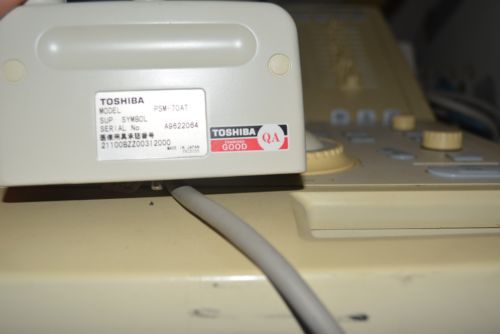 TOSHIBA
MODEL PSM-70AT
SUP. SYMBOL
SERIAL No A9622064
医療用具承認番号
21100BZZ00312000
MADE IN JAPAN
TOSHIBA
GOOD
QA